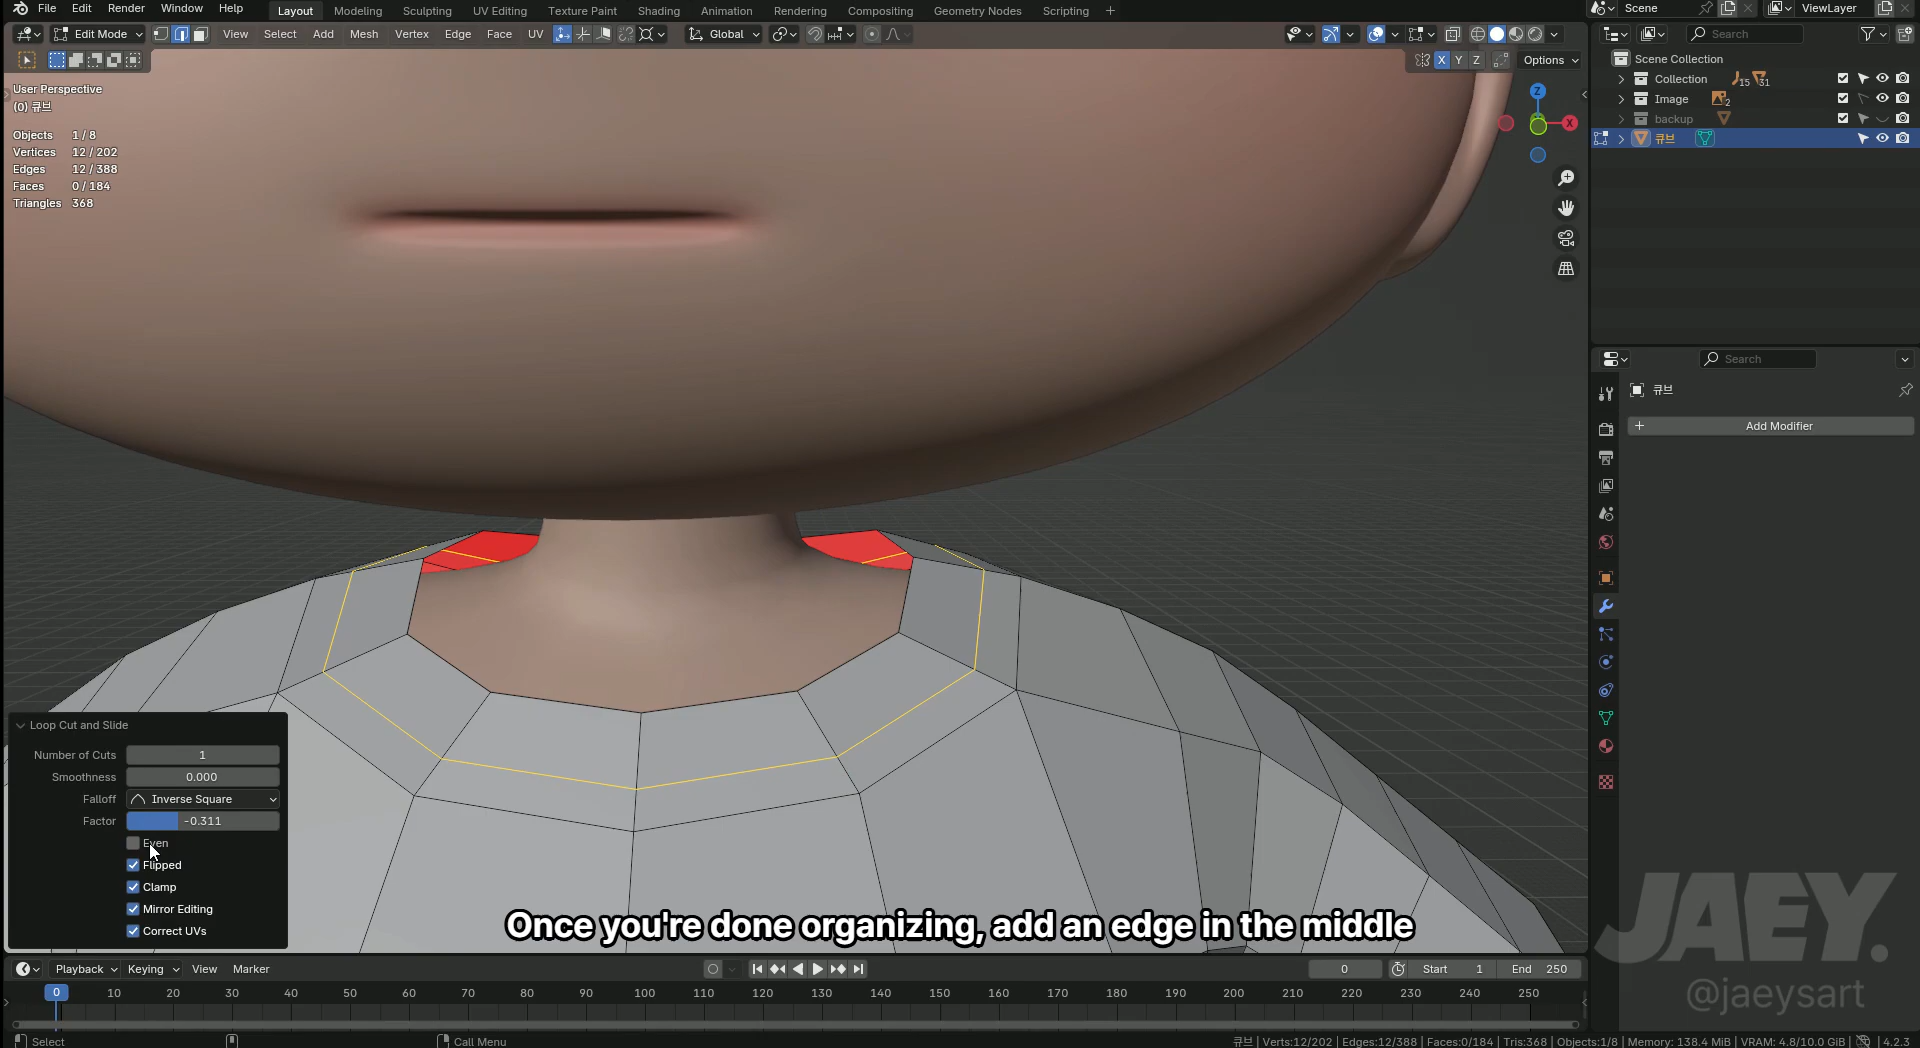 File Edit Render Window Help Layout Modeling Sculpting UV Editing Texture Paint Shading Animation Rendering Compositing Geometry Nodes Scripting + Scene ViewLayer
Edit Mode View Select Add Mesh Vertex Edge Face UV Global Search
X Y Z Options
User Perspective
(0) 큐브
Objects 1 / 8
Vertices 12 / 202
Edges 12 / 388
Faces 0 / 184
Triangles 368
Z
X
Scene Collection
Collection 15 31
Image 2
backup
큐브
Search
큐브
+ Add Modifier
Loop Cut and Slide
Number of Cuts 1
Smoothness 0.000
Falloff Inverse Square
Factor -0.311
Even
Flipped
Clamp
Mirror Editing
Correct UVs
Once you're done organizing, add an edge in the middle
JAEY.
@jaeysart
Playback Keying View Marker 0 Start 1 End 250
0 10 20 30 40 50 60 70 80 90 100 110 120 130 140 150 160 170 180 190 200 210 220 230 240 250
Select Call Menu 큐브 | Verts:12/202 | Edges:12/388 | Faces:0/184 | Tris:368 | Objects:1/8 | Memory: 138.4 MiB | VRAM: 4.8/10.0 GiB | 4.2.3